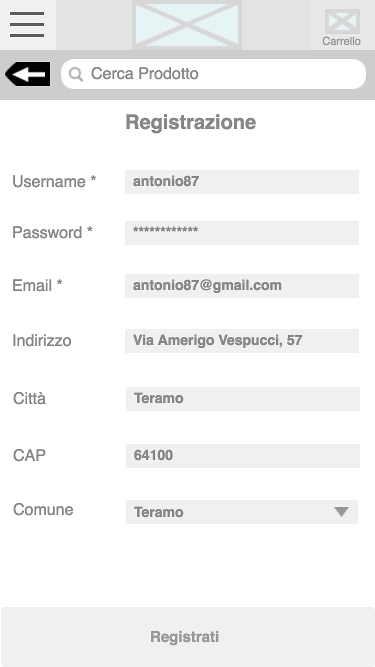 Carrello
Cerca Prodotto
Registrazione
Username * antonio87
Password * ************
Email * antonio87@gmail.com
Indirizzo Via Amerigo Vespucci, 57
Città Teramo
CAP 64100
Comune Teramo
Registrati